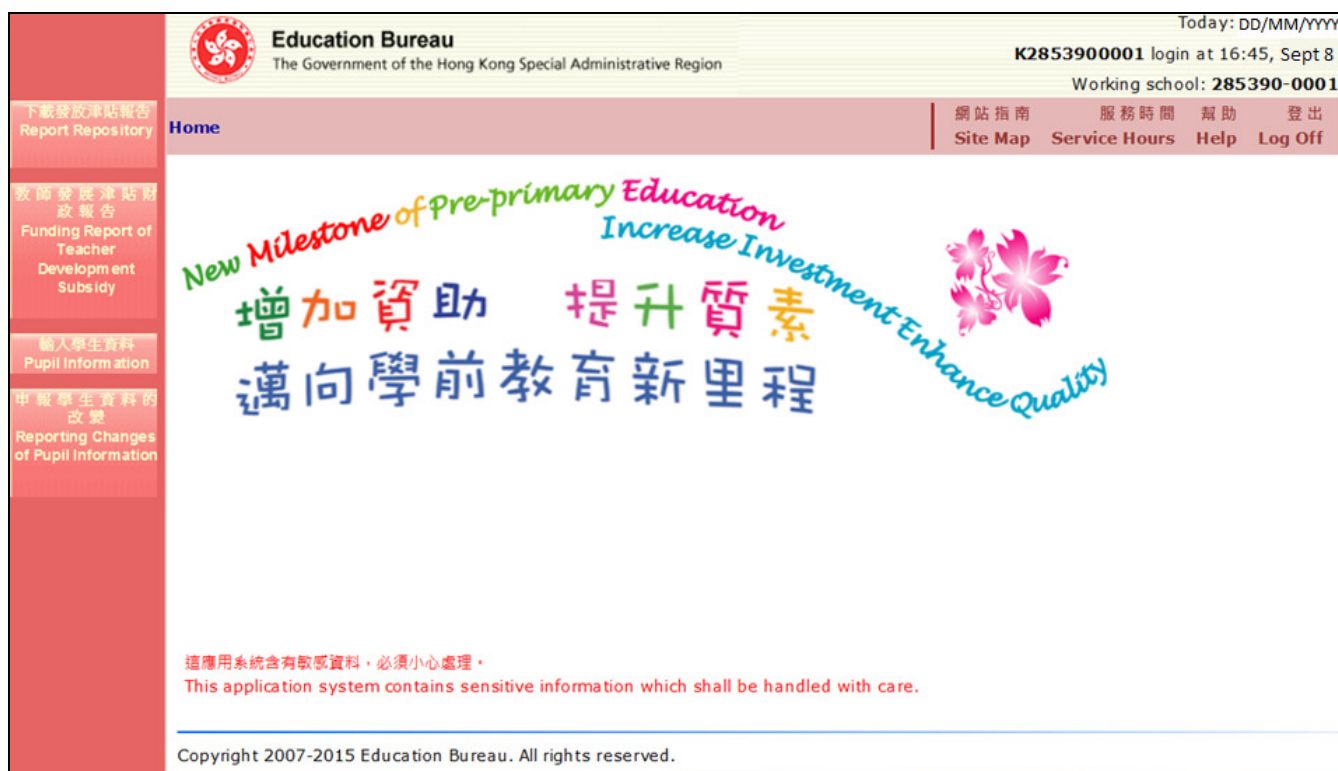 Education Bureau
The Government of the Hong Kong Special Administrative Region
Today: DD/MM/YYYY
K2853900001 login at 16:45, Sept 8
Working school: 285390-0001
下載發放津貼報告
Report Repository
教師發展津貼財
政報告
Funding Report of
Teacher
Development
Subsidy
輸入學生資料
Pupil Information
申報學生資料的
改變
Reporting Changes
of Pupil Information
Home
網站指南 服務時間 幫助 登出
Site Map Service Hours Help Log Off
New Milestone of Pre-primary Education
Increase Investment Enhance Quality
增加資助 提升質素
邁向學前教育新里程
這應用系統含有敏感資料，必須小心處理。
This application system contains sensitive information which shall be handled with care.
Copyright 2007-2015 Education Bureau. All rights reserved.